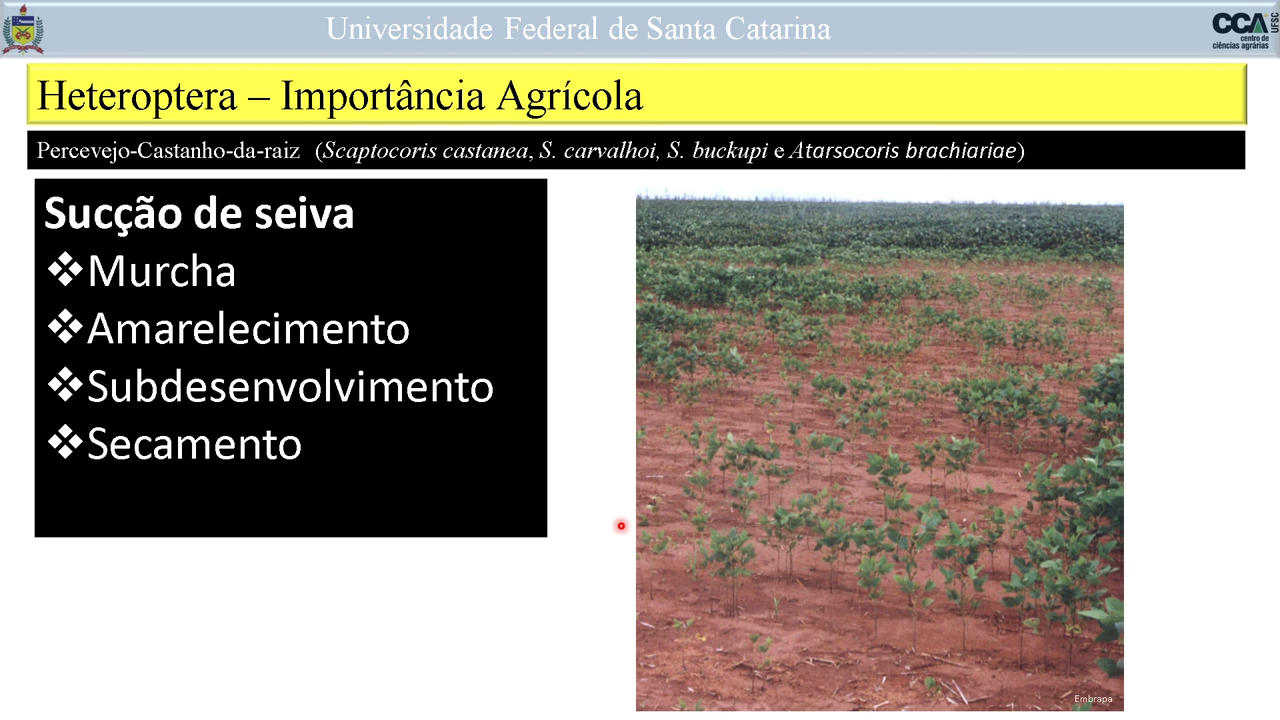 Universidade Federal de Santa Catarina
CCA
centro de
ciências agrárias
UFSC
Heteroptera – Importância Agrícola
Percevejo-Castanho-da-raiz (Scaptocoris castanea, S. carvalhoi, S. buckupi e Atarsocoris brachiariae)
Sucção de seiva
❖Murcha
❖Amarelecimento
❖Subdesenvolvimento
❖Secamento
Embrapa